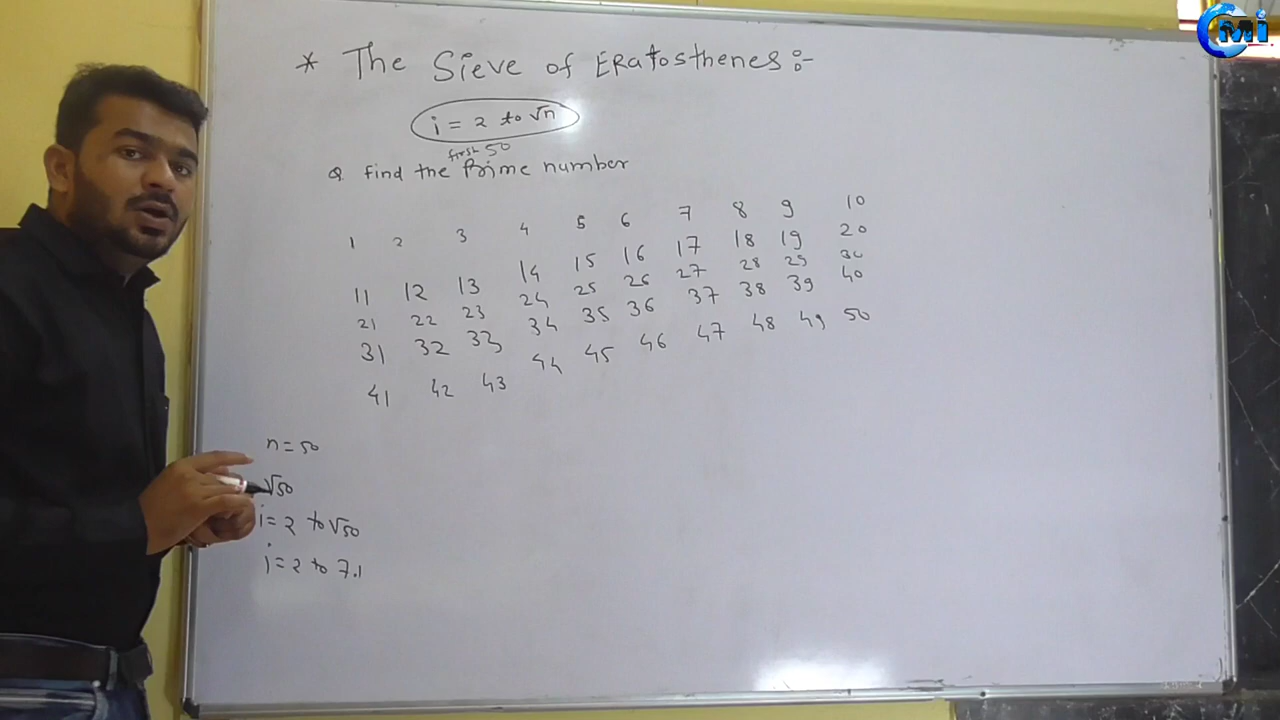 * The Sieve of ERatosthenes:-
i = 2 to √n
first 50
Q find the Prime number
1 2 3 4 5 6 7 8 9 10
11 12 13 14 15 16 17 18 19 20
21 22 23 24 25 26 27 28 29 30
31 32 33 34 35 36 37 38 39 40
41 42 43 44 45 46 47 48 49 50
n = 50
√50
i = 2 to √50
i = 2 to 7.1
CMi